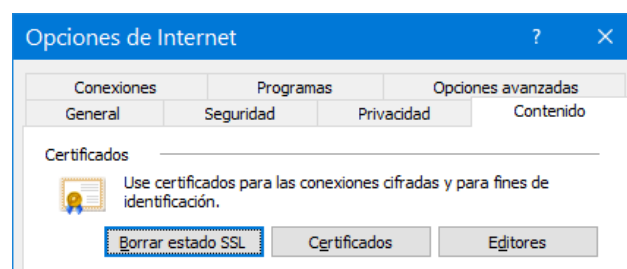 Opciones de Internet ? ×
Conexiones Programas Opciones avanzadas
General Seguridad Privacidad Contenido
Certificados
Use certificados para las conexiones cifradas y para fines de
identificación.
Borrar estado SSL Certificados Editores